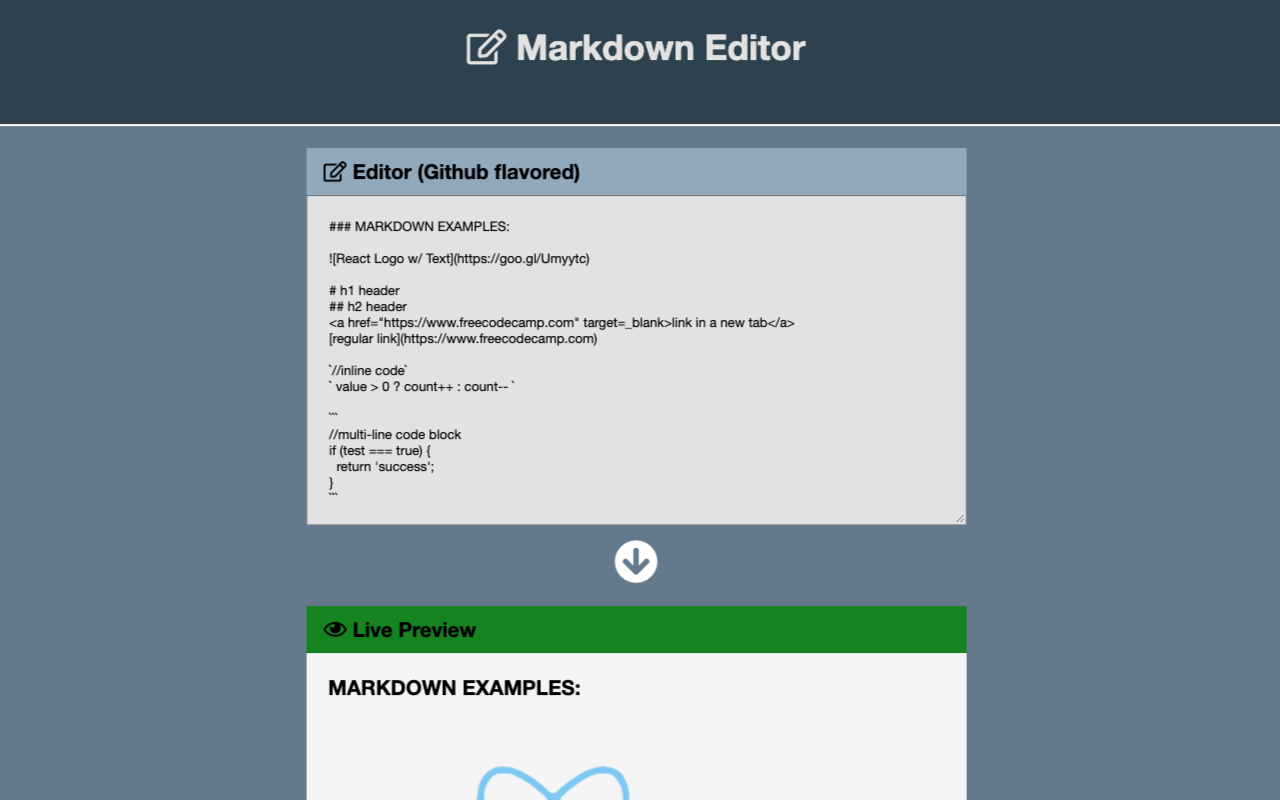 Markdown Editor
Editor (Github flavored)
### MARKDOWN EXAMPLES:
![React Logo w/ Text](https://goo.gl/Umyytc)
# h1 header
## h2 header
<a href="https://www.freecodecamp.com" target=_blank>link in a new tab</a>
[regular link](https://www.freecodecamp.com)
`//inline code`
` value > 0 ? count++ : count-- `
```
//multi-line code block
if (test === true) {
  return 'success';
}
```
Live Preview
MARKDOWN EXAMPLES: